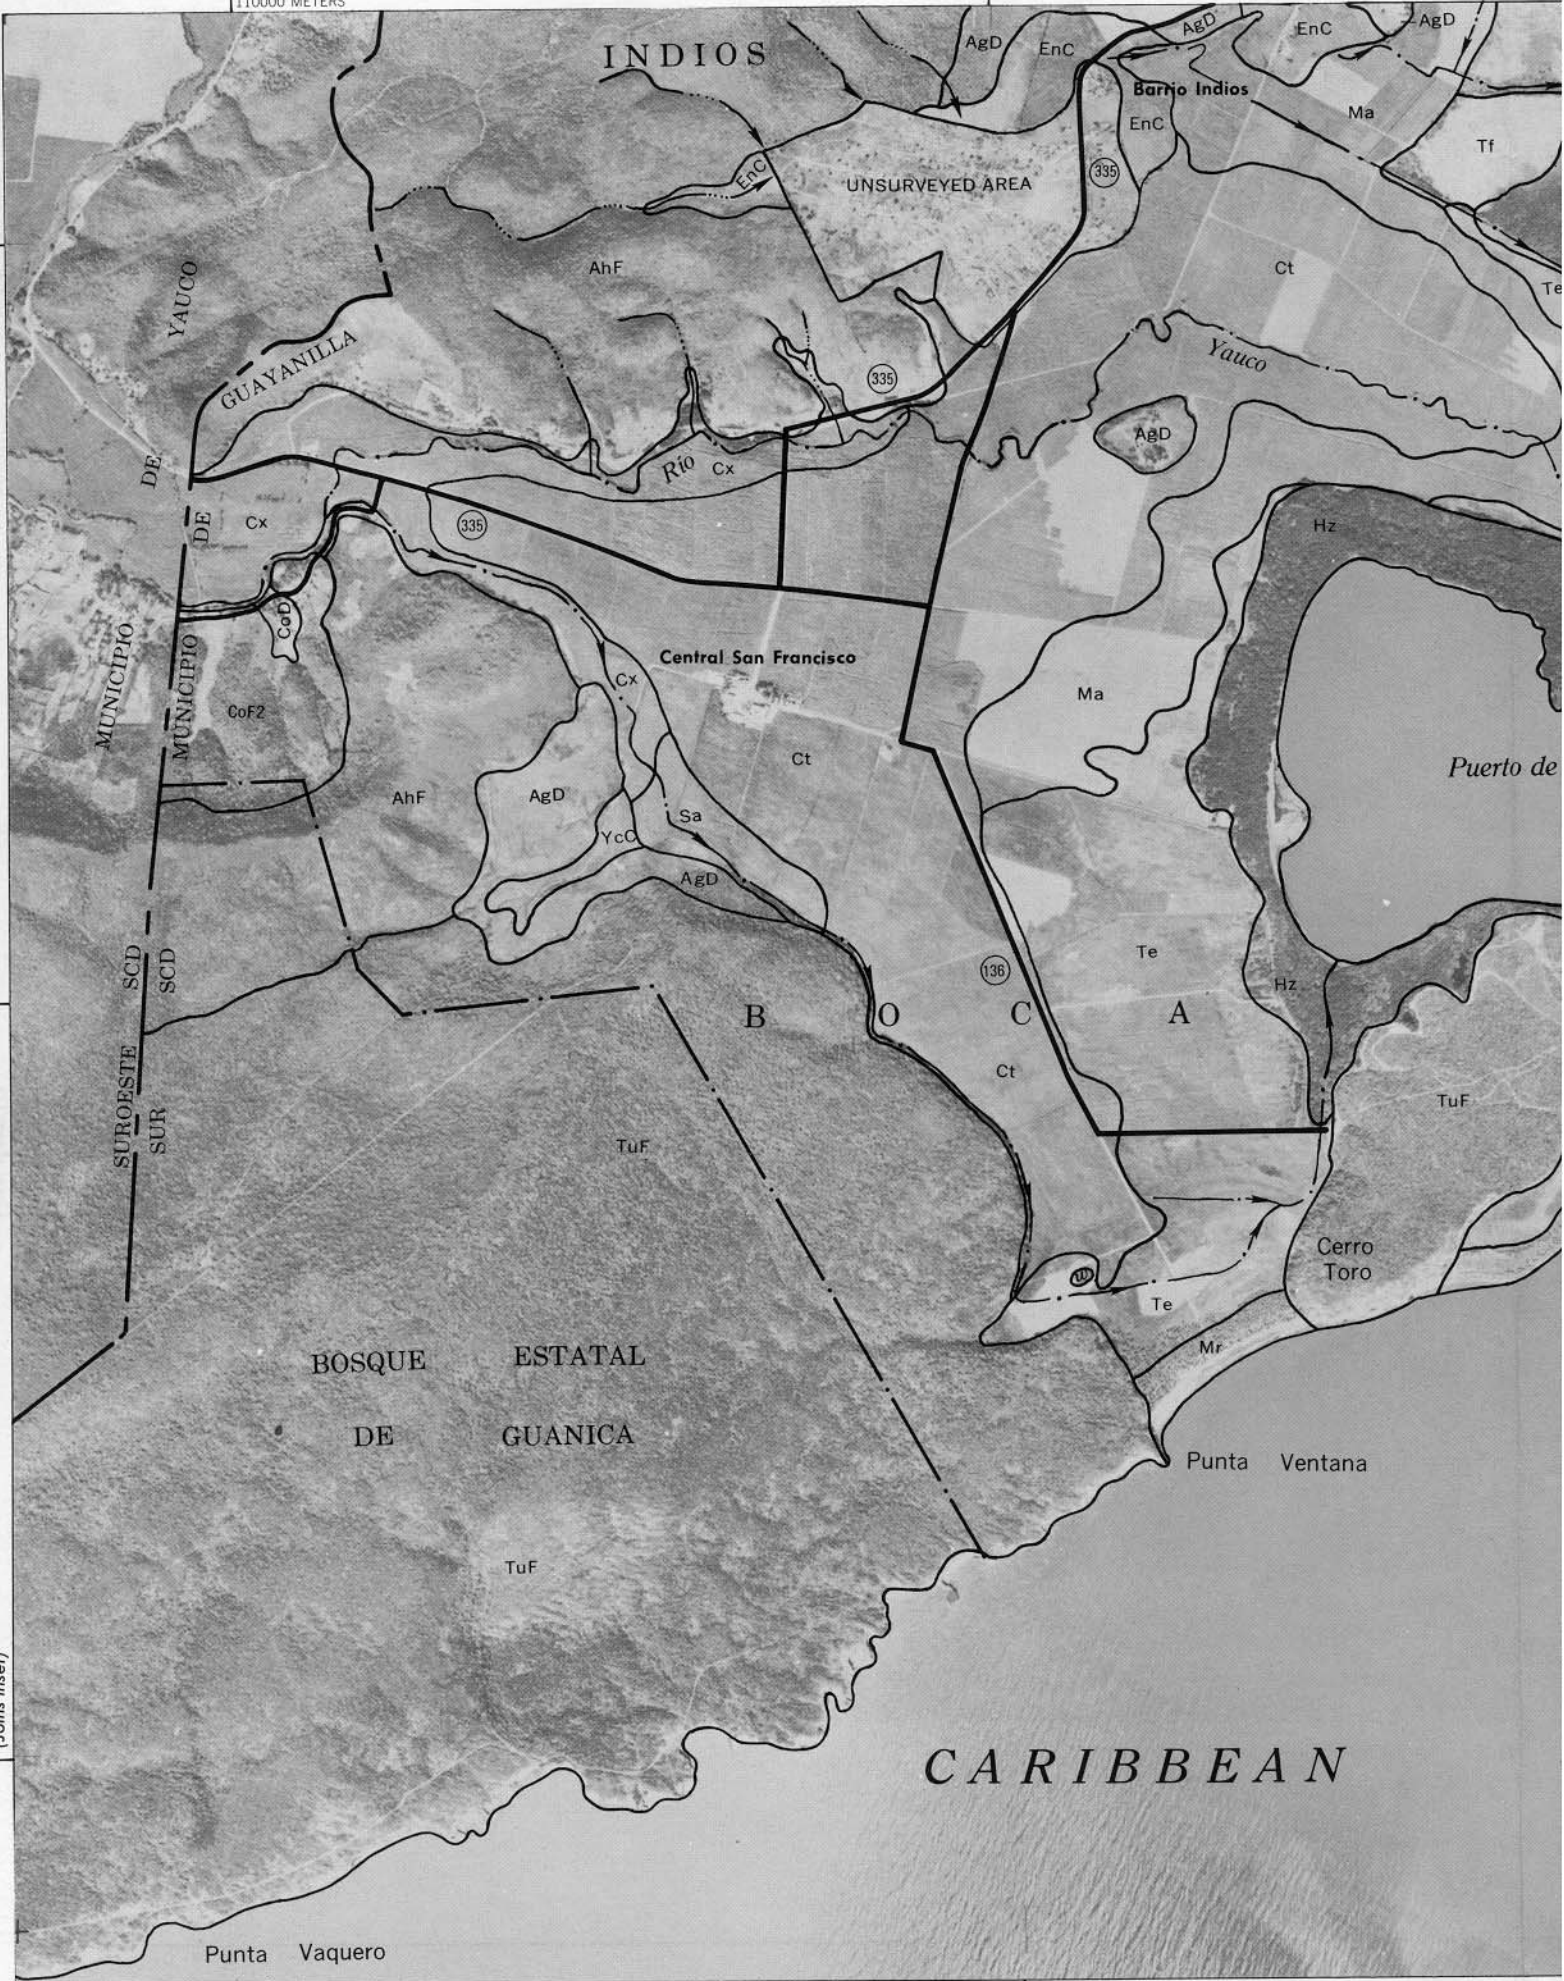 110000 METERS
INDIOS
AgD
EnC
AgD
EnC
AgD
Barrio Indios
EnC
Ma
Tf
EnC
UNSURVEYED AREA
335
AhF
Ct
Te
YAUCO
GUAYANILLA
335
Yauco
AgD
DE
Río
Cx
DE
Cx
335
Hz
CoD
MUNICIPIO
MUNICIPIO
Central San Francisco
Cx
CoF2
Ma
Ct
Puerto de
AhF
AgD
Sa
YcC
AgD
Te
SCD
SCD
136
Hz
B O C A
Ct
SUROESTE
SUR
TuF
TuF
Cerro
Toro
W
Te
Mr
BOSQUE ESTATAL
DE GUANICA
Punta Ventana
TuF
(Joins inset)
CARIBBEAN
Punta Vaquero